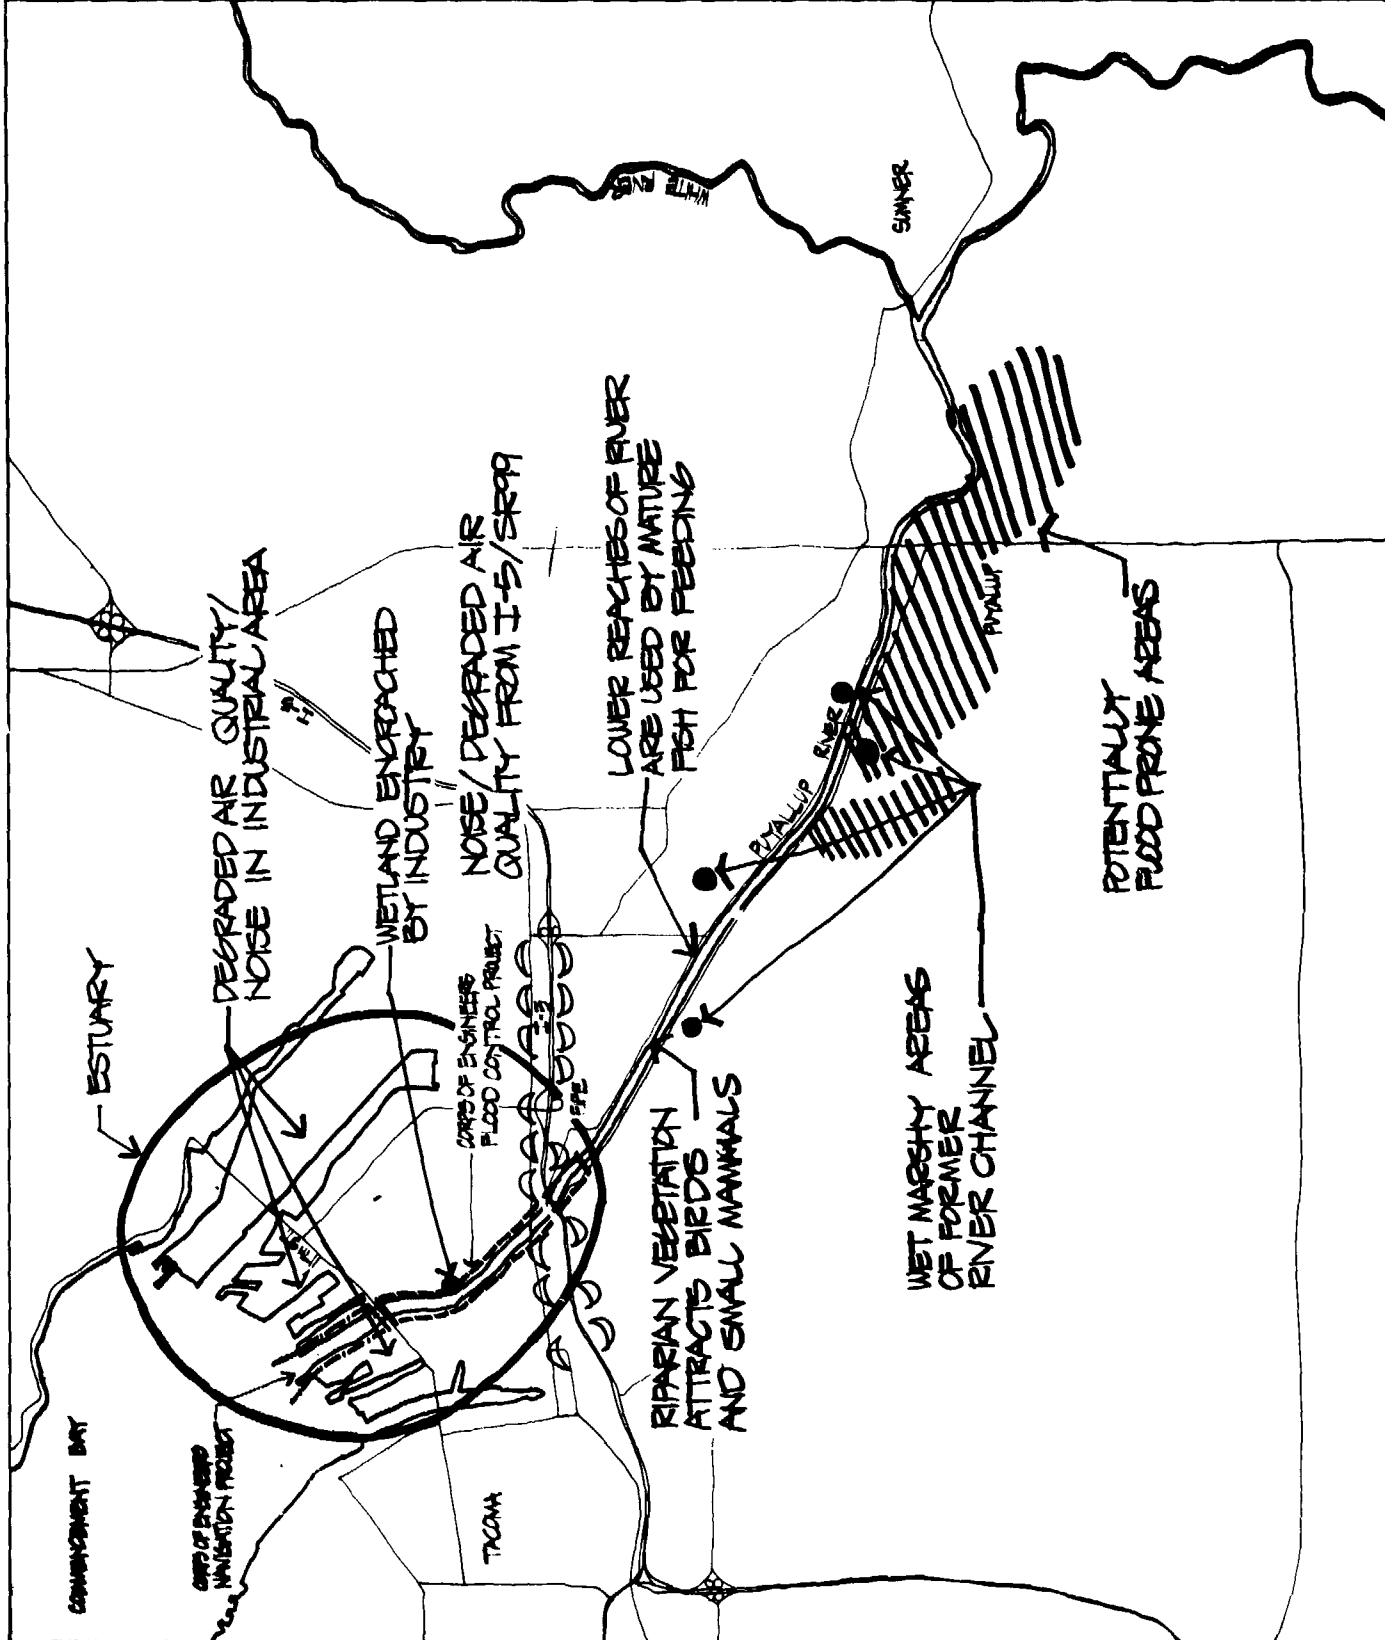 COMMENCEMENT BAY
ESTUARY
CORPS OF ENGINEERS
NAVIGATION PROJECT
DEGRADED AIR QUALITY/
NOISE IN INDUSTRIAL AREA
WETLAND ENCROACHED
BY INDUSTRY
NOISE/DEGRADED AIR
QUALITY FROM I-5/SR99
CORPS OF ENGINEERS
FLOOD CONTROL PROJECT
TACOMA
I-5
FIFE
LOWER REACHES OF RIVER
ARE USED BY MATURE
FISH FOR FEEDING
WHITE
RIVER
SUMNER
RIPARIAN VEGETATION
ATTRACTS BIRDS
AND SMALL MAMMALS
PUYALLUP RIVER
PUYALLUP
WET MARSHY AREAS
OF FORMER
RIVER CHANNEL
POTENTIALLY
FLOOD PRONE AREAS